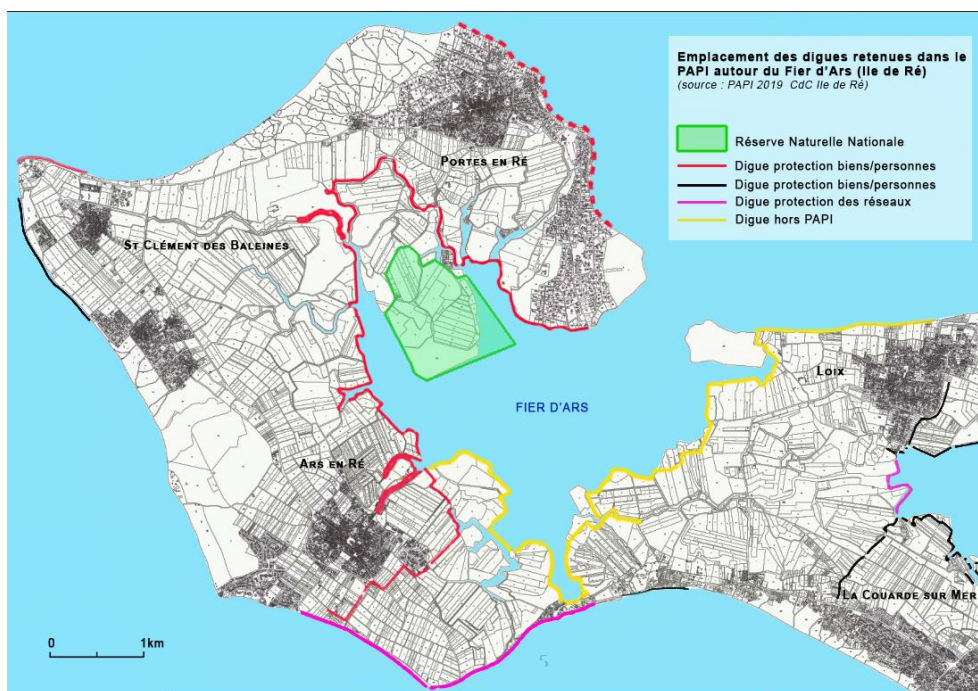 Emplacement des digues retenues dans le
PAPI autour du Fier d'Ars (Ile de Ré)
(source : PAPI 2019 CdC Ile de Ré)
Réserve Naturelle Nationale
Digue protection biens/personnes
Digue protection biens/personnes
Digue protection des réseaux
Digue hors PAPI
PORTES EN RÉ
ST CLÉMENT DES BALEINES
LOIX
FIER D'ARS
ARS EN RÉ
LA COUARDE SUR MER
0 1km